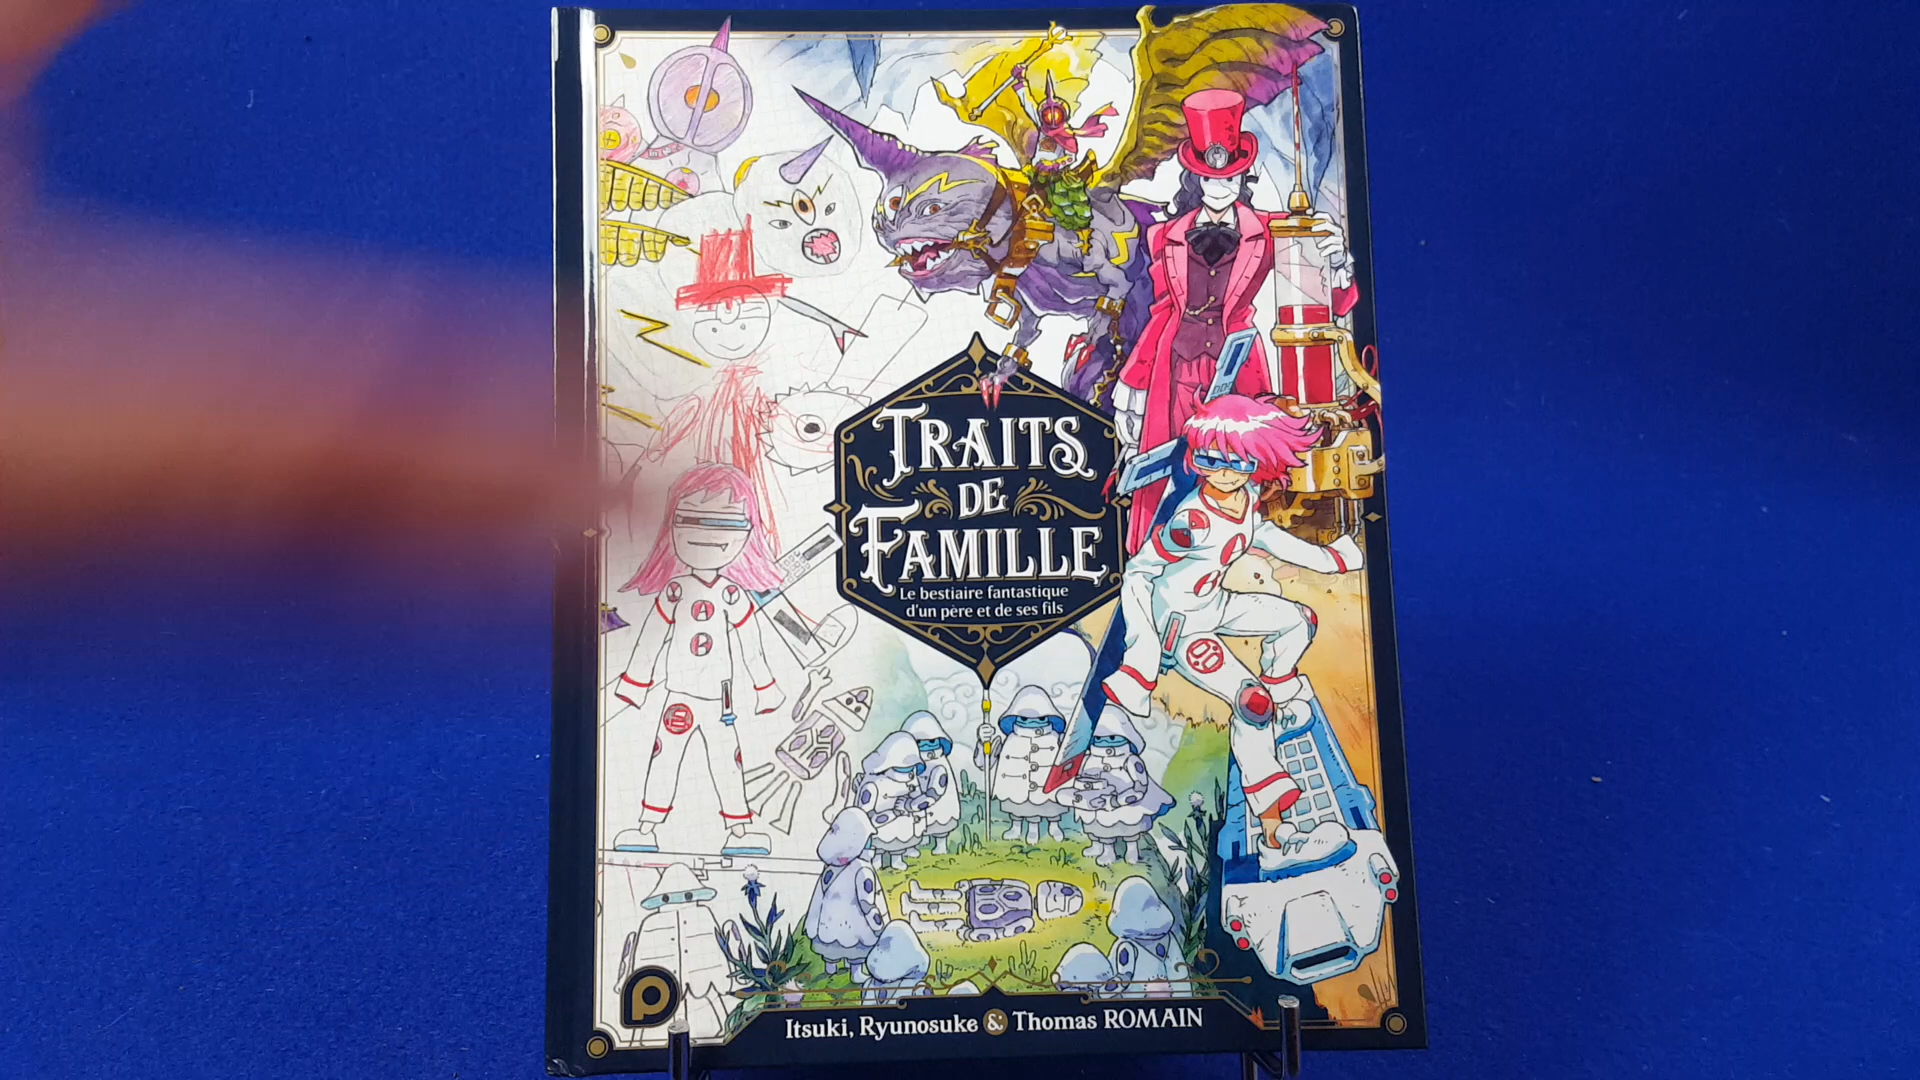 TRAITS
DE
FAMILLE
Le bestiaire fantastique
d'un père et de ses fils
A
B
A
B
P
Itsuki, Ryunosuke & Thomas ROMAIN